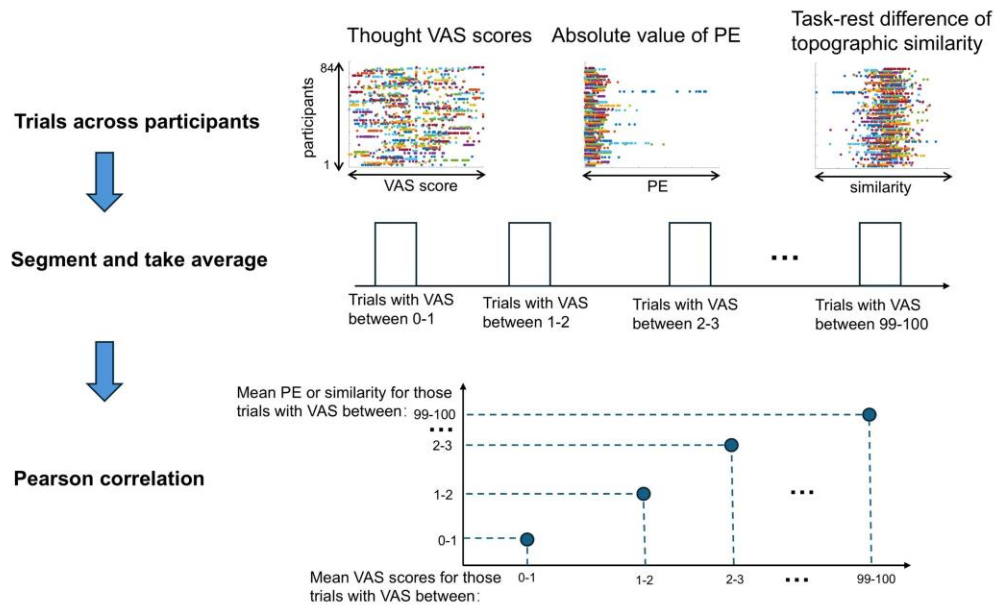 Thought VAS scores
Absolute value of PE
Task-rest difference of
topographic similarity
Trials across participants
84
participants
1
VAS score
PE
similarity
Segment and take average
...
Trials with VAS
between 0-1
Trials with VAS
between 1-2
Trials with VAS
between 2-3
Trials with VAS
between 99-100
Pearson correlation
Mean PE or similarity for those
trials with VAS between:
99-100
...
2-3
1-2
...
0-1
Mean VAS scores for those
trials with VAS between:
0-1
1-2
2-3
...
99-100